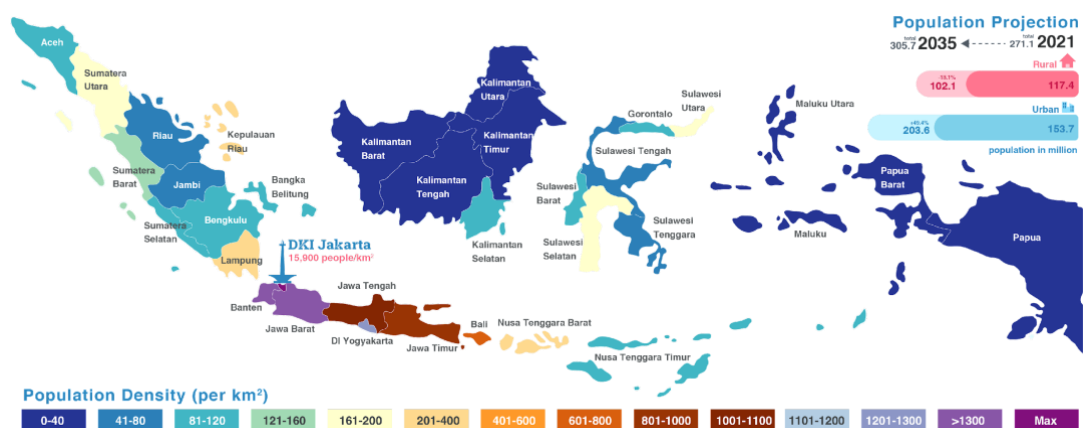 Population Projection
total 305.7 2035 total 271.1 2021
Rural
102.1 117.4
Urban
203.6 153.7
population in million
Aceh
Sumatera
Utara
Riau
Kepulauan
Riau
Sumatera
Barat
Jambi
Bangka
Belitung
Bengkulu
Sumatera
Selatan
Lampung
DKI Jakarta
15,900 people/km²
Banten
Jawa Barat
Jawa Tengah
DI Yogyakarta
Jawa Timur
Bali
Nusa Tenggara Barat
Nusa Tenggara Timur
Kalimantan
Utara
Kalimantan
Barat
Kalimantan
Timur
Kalimantan
Tengah
Kalimantan
Selatan
Sulawesi
Utara
Gorontalo
Sulawesi Tengah
Sulawesi
Barat
Sulawesi
Tenggara
Sulawesi
Selatan
Maluku Utara
Maluku
Papua
Barat
Papua
Population Density (per km²)
0-40 41-80 81-120 121-160 161-200 201-400 401-600 601-800 801-1000 1001-1100 1101-1200 1201-1300 >1300 Max